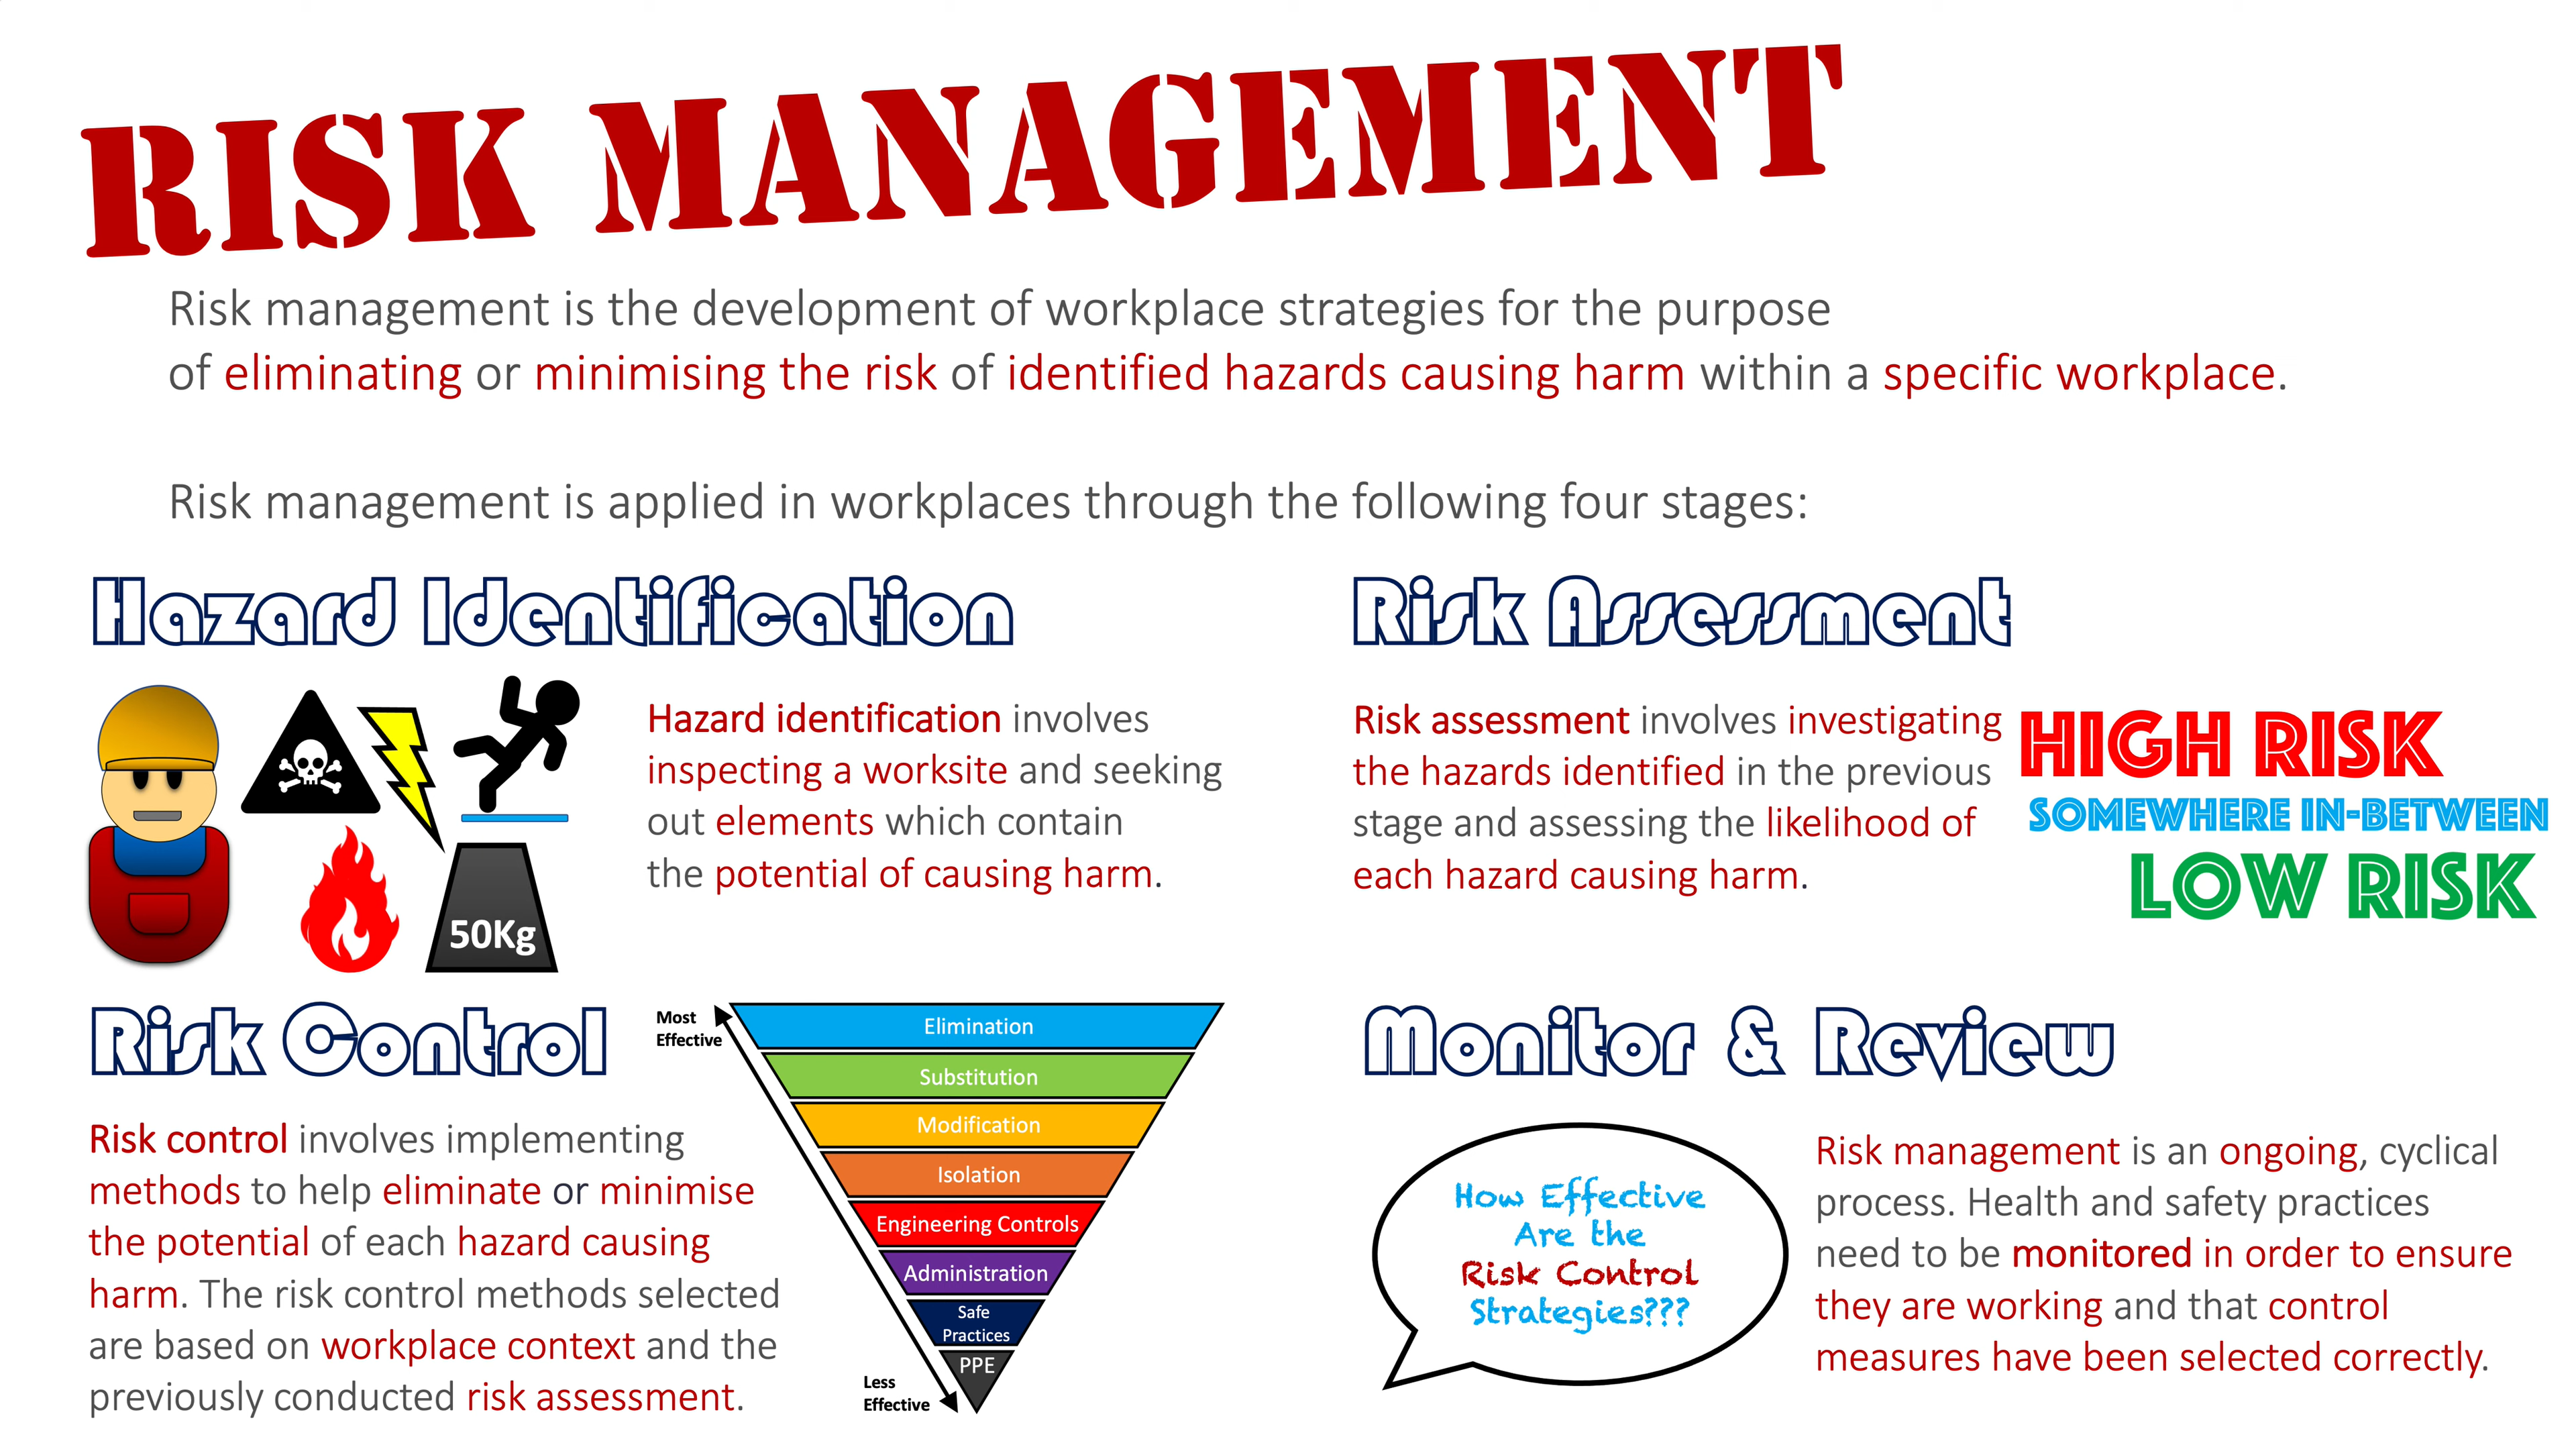 RISK MANAGEMENT
Risk management is the development of workplace strategies for the purpose
of eliminating or minimising the risk of identified hazards causing harm within a specific workplace.
Risk management is applied in workplaces through the following four stages:
Hazard Identification
50Kg
Hazard identification involves
inspecting a worksite and seeking
out elements which contain
the potential of causing harm.
Risk Assessment
Risk assessment involves investigating
the hazards identified in the previous
stage and assessing the likelihood of
each hazard causing harm.
HIGH RISK
SOMEWHERE IN-BETWEEN
LOW RISK
Risk Control
Risk control involves implementing
methods to help eliminate or minimise
the potential of each hazard causing
harm. The risk control methods selected
are based on workplace context and the
previously conducted risk assessment.
Most
Effective
Elimination
Substitution
Modification
Isolation
Engineering Controls
Administration
Safe
Practices
PPE
Less
Effective
Monitor & Review
How Effective
Are the
Risk Control
Strategies???
Risk management is an ongoing, cyclical
process. Health and safety practices
need to be monitored in order to ensure
they are working and that control
measures have been selected correctly.